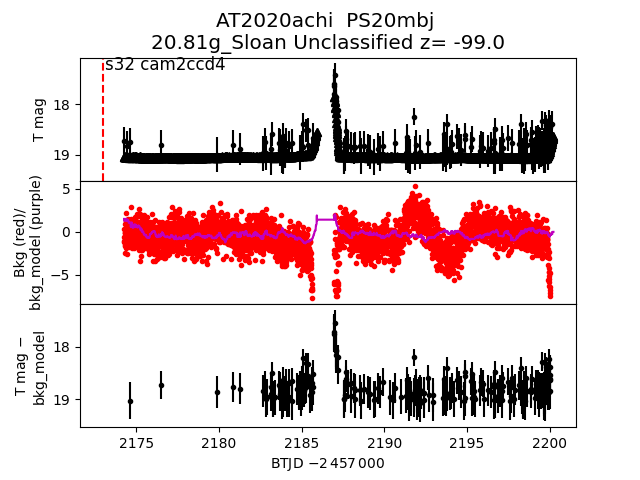 AT2020achi PS20mbj
20.81g_Sloan Unclassified z= -99.0
s32 cam2ccd4
T mag
18
19
Bkg (red)/
bkg_model (purple)
5
0
−5
T mag −
bkg_model
18
19
2175 2180 2185 2190 2195 2200
BTJD −2 457 000